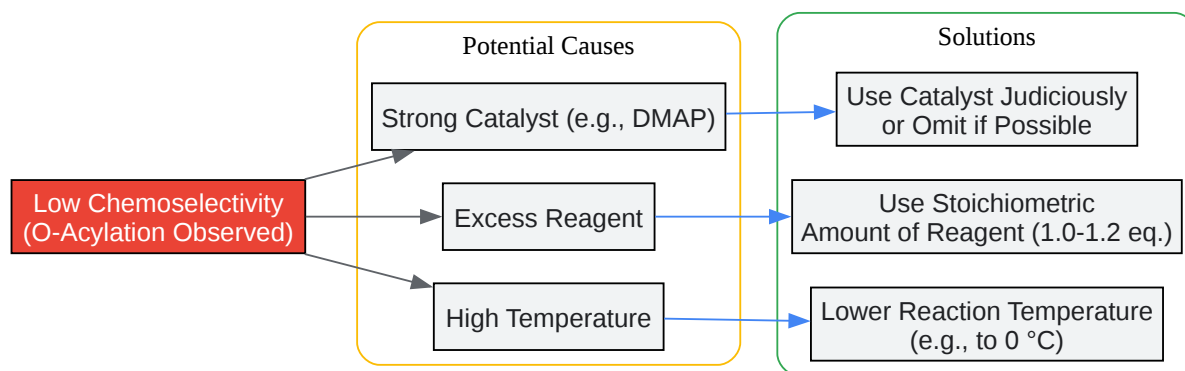 Potential Causes
Solutions
Strong Catalyst (e.g., DMAP)
Use Catalyst Judiciously
or Omit if Possible
Low Chemoselectivity
(O-Acylation Observed)
Excess Reagent
Use Stoichiometric
Amount of Reagent (1.0-1.2 eq.)
High Temperature
Lower Reaction Temperature
(e.g., to 0 °C)